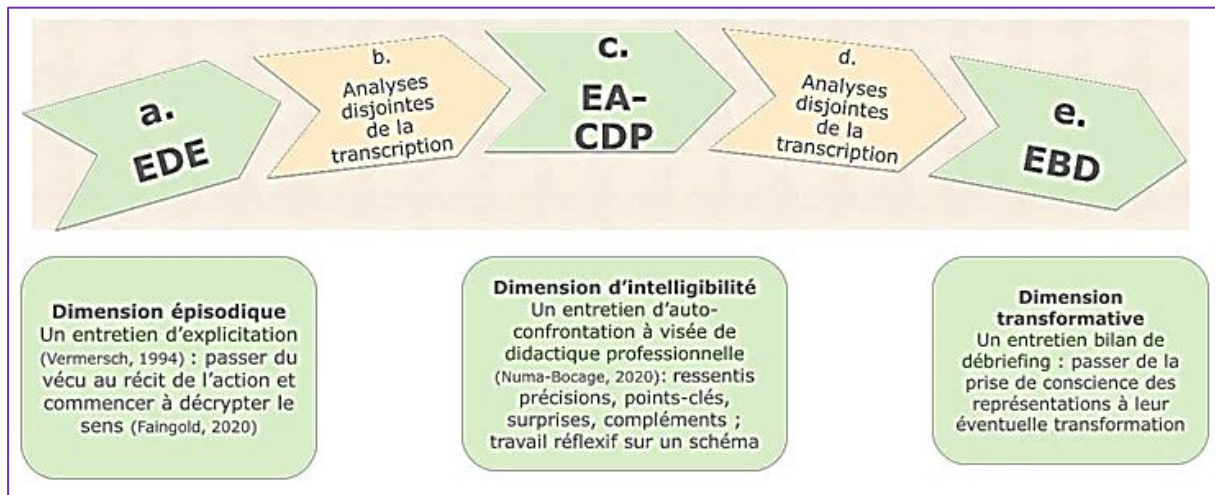 a.
EDE
b.
Analyses
disjointes
de la
transcription
c.
EA-
CDP
d.
Analyses
disjointes
de la
transcription
e.
EBD
Dimension épisodique
Un entretien d'explicitation
(Vermersch, 1994) : passer du
vécu au récit de l'action et
commencer à décrypter le
sens (Faingold, 2020)
Dimension d'intelligibilité
Un entretien d'auto-
confrontation à visée de
didactique professionnelle
(Numa-Bocage, 2020): ressentis
précisions, points-clés,
surprises, compléments ;
travail réflexif sur un schéma
Dimension
transformative
Un entretien bilan de
débriefing : passer de la
prise de conscience des
représentations à leur
éventuelle transformation